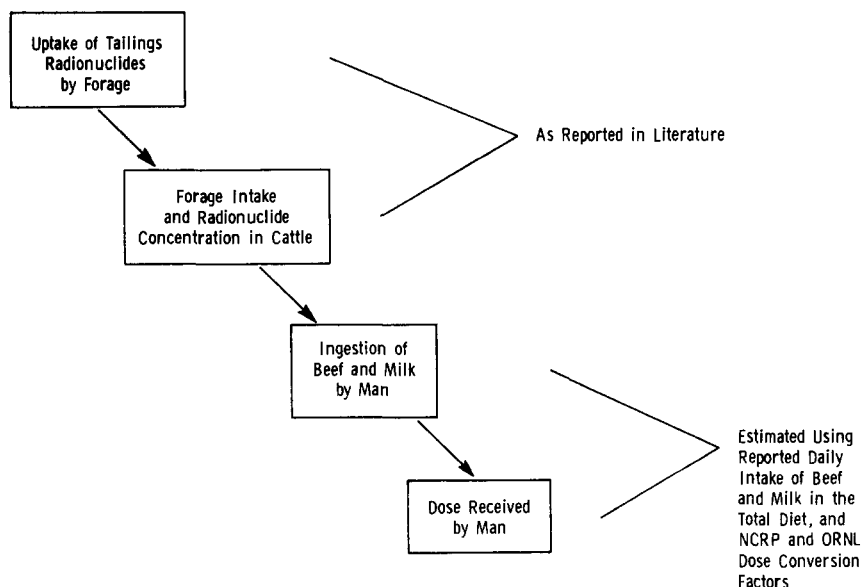 Uptake of Tailings
Radionuclides
by Forage
As Reported in Literature
Forage Intake
and Radionuclide
Concentration in Cattle
Ingestion of
Beef and Milk
by Man
Estimated Using
Reported Daily
Intake of Beef
and Milk in the
Total Diet, and
NCRP and ORNL
Dose Conversion
Factors
Dose Received
by Man